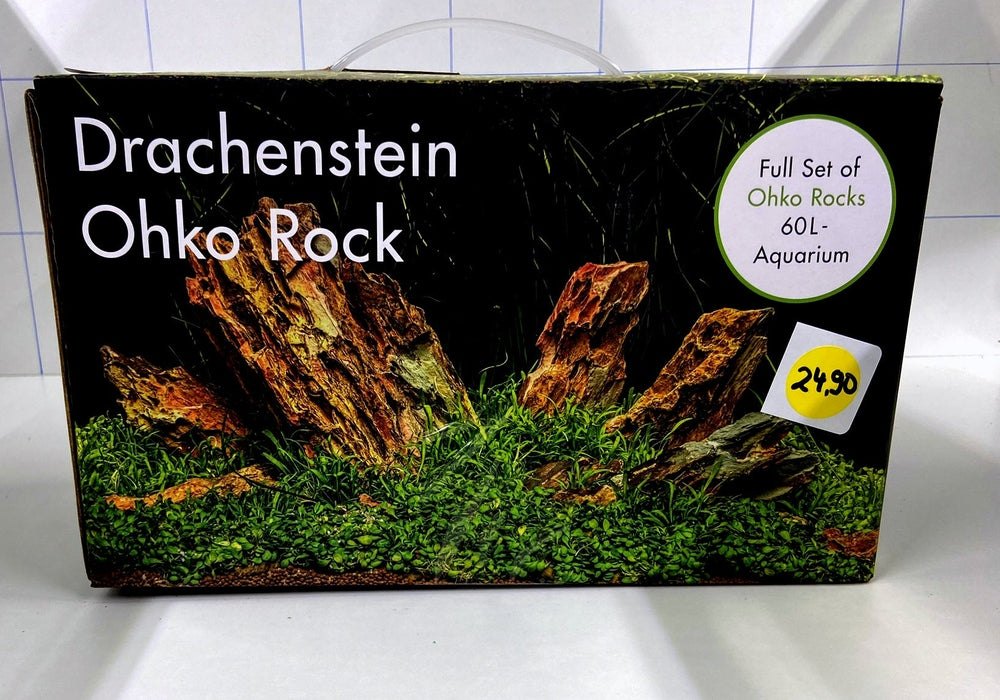 Drachenstein
Ohko Rock
Full Set of
Ohko Rocks
60L-
Aquarium
24,90